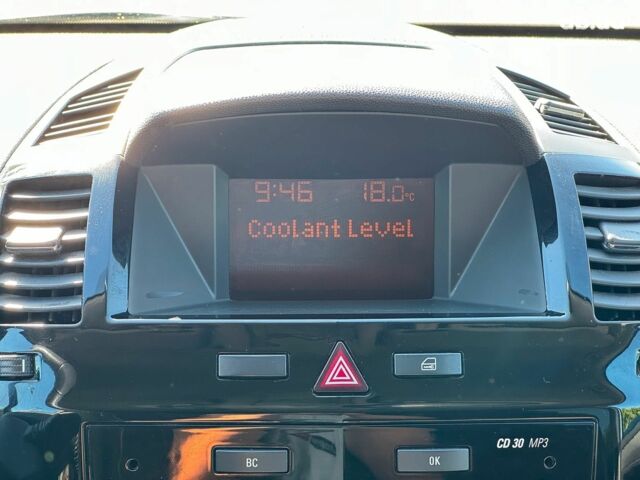 9:46 18.0°C
Coolant Level
CD 30 MP3
BC OK